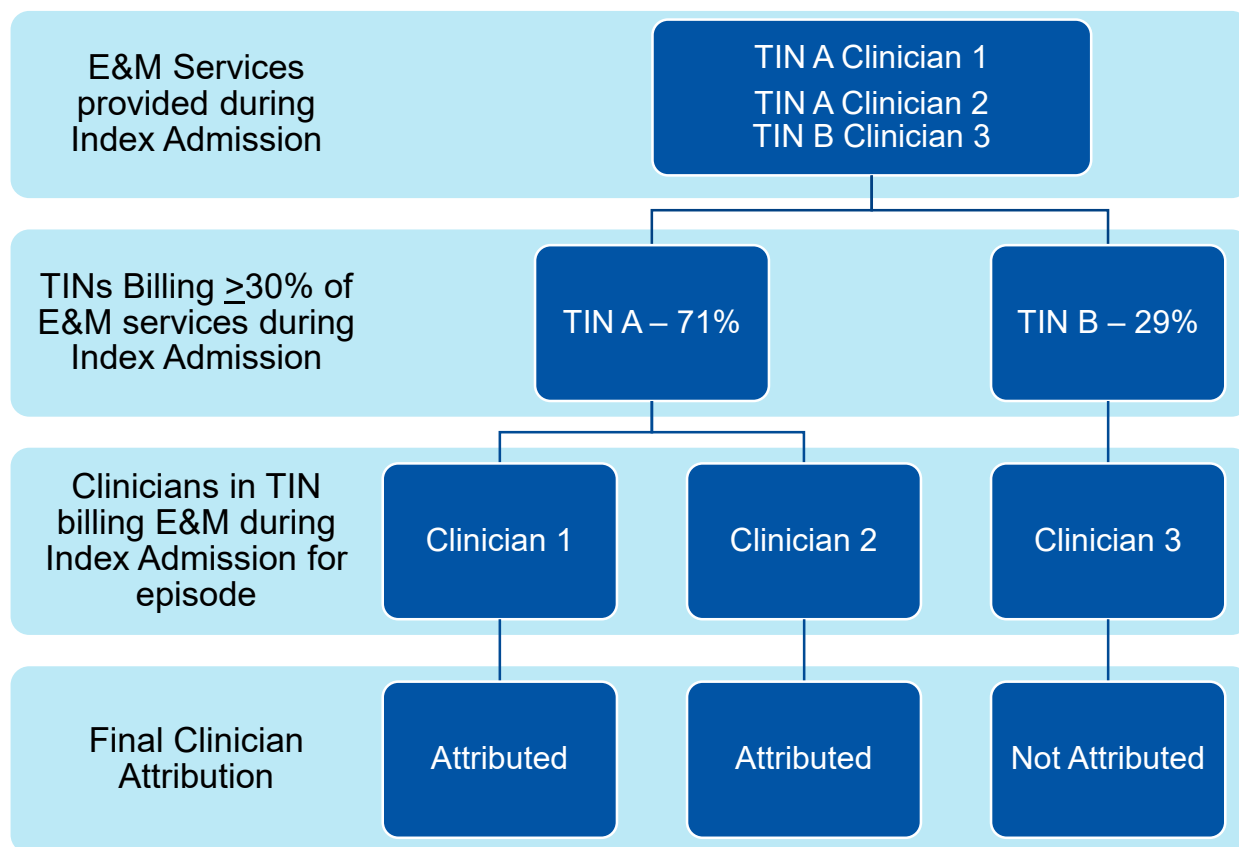 E&M Services
provided during
Index Admission
TIN A Clinician 1
TIN A Clinician 2
TIN B Clinician 3
TINs Billing ≥30% of
E&M services during
Index Admission
TIN A – 71%
TIN B – 29%
Clinicians in TIN
billing E&M during
Index Admission for
episode
Clinician 1
Clinician 2
Clinician 3
Final Clinician
Attribution
Attributed
Attributed
Not Attributed